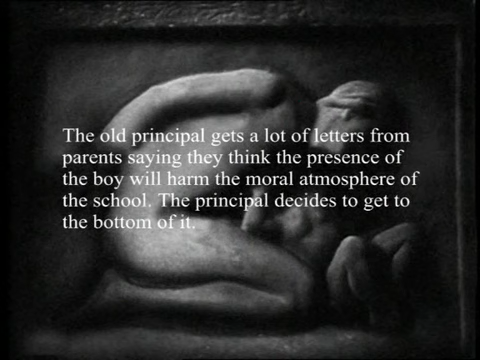 The old principal gets a lot of letters from
parents saying they think the presence of
the boy will harm the moral atmosphere of
the school. The principal decides to get to
the bottom of it.